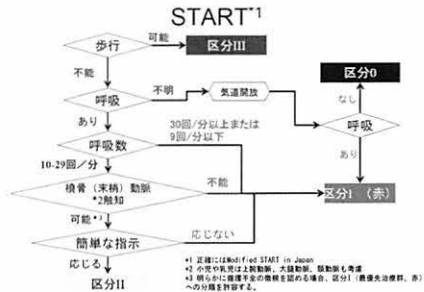 START*1
歩行
可能
区分III
不能
区分0
呼吸
不明
気道開放
なし
呼吸
あり
あり
呼吸数
30回/分以上または
9回/分以下
10-29回/分
橈骨（末梢）動脈
*2触知
不能
区分I（赤）
可能*3
簡単な指示
応じない
応じる
区分II
*1 正確にはModified START in Japan
*2 小児や乳児は上腕動脈、大腿動脈、頸動脈も考慮
*3 明らかに循環不全の徴候を認める場合、区分I（最優先治療群、赤）
への分類を許容する。